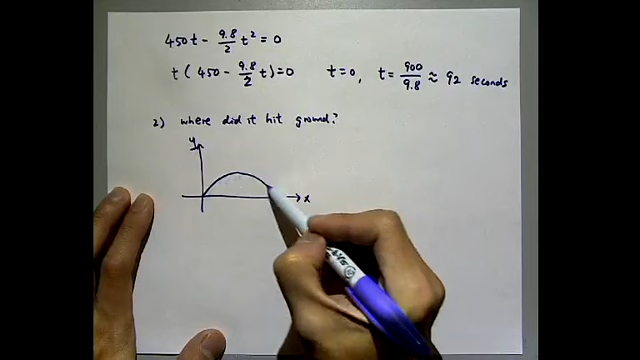 450t - 9.8/2 t² = 0
t ( 450 - 9.8/2 t ) = 0 t = 0 , t = 900/9.8 ≈ 92 seconds
2) where did it hit ground?
y
x